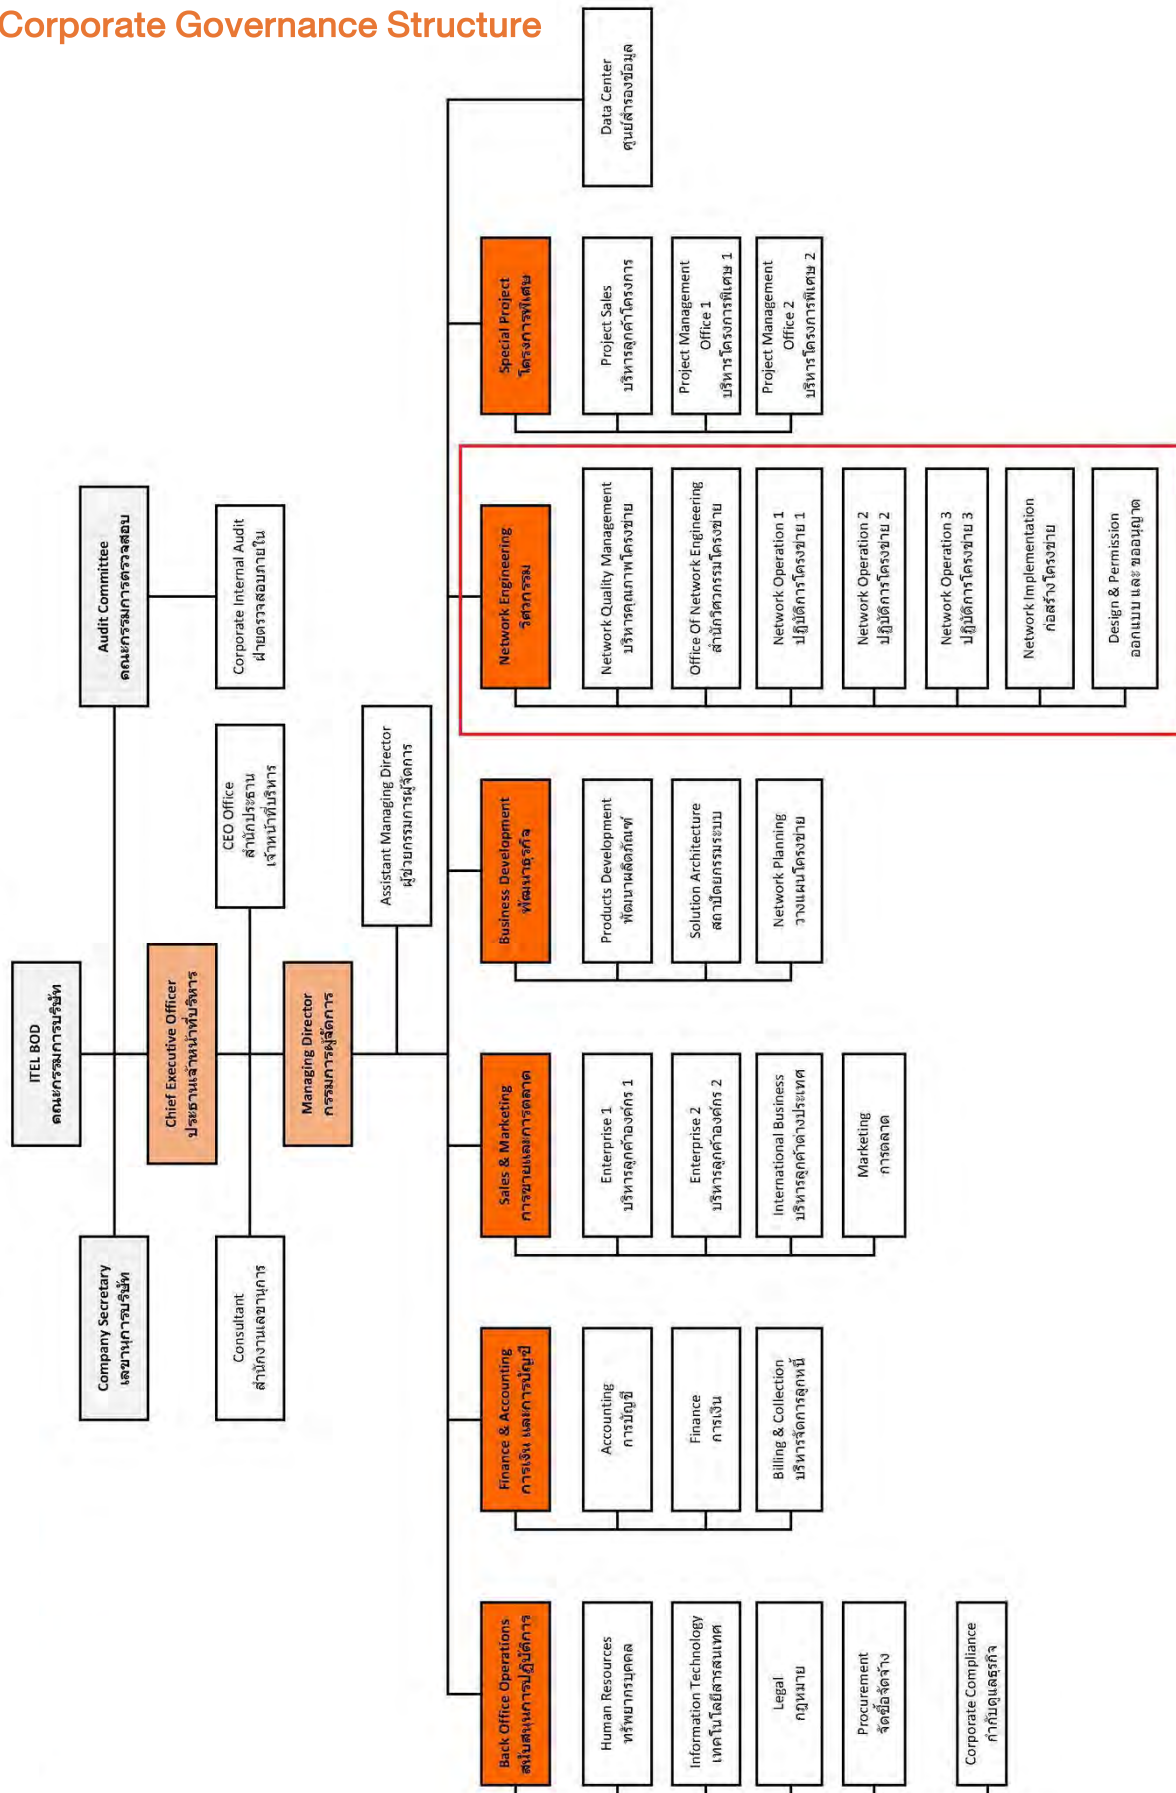 Corporate Governance Structure
ITEL BOD
คณะกรรมการบริษัท
Company Secretary
เลขานุการบริษัท
Audit Committee
คณะกรรมการตรวจสอบ
Chief Executive Officer
ประธานเจ้าหน้าที่บริหาร
Consultant
สำนักงานเลขานุการ
CEO Office
สำนักประธาน
เจ้าหน้าที่บริหาร
Corporate Internal Audit
ฝ่ายตรวจสอบภายใน
Managing Director
กรรมการผู้จัดการ
Assistant Managing Director
ผู้ช่วยกรรมการผู้จัดการ
Back Office Operations
สนับสนุนการปฏิบัติการ
Human Resources
ทรัพยากรบุคคล
Information Technology
เทคโนโลยีสารสนเทศ
Legal
กฎหมาย
Procurement
จัดซื้อจัดจ้าง
Corporate Compliance
กำกับดูแลธุรกิจ
Finance & Accounting
การเงิน และการบัญชี
Accounting
การบัญชี
Finance
การเงิน
Billing & Collection
บริหารจัดการลูกหนี้
Sales & Marketing
การขายและการตลาด
Enterprise 1
บริหารลูกค้าองค์กร 1
Enterprise 2
บริหารลูกค้าองค์กร 2
International Business
บริหารลูกค้าต่างประเทศ
Marketing
การตลาด
Business Development
พัฒนาธุรกิจ
Products Development
พัฒนาผลิตภัณฑ์
Solution Architecture
สถาปัตยกรรมระบบ
Network Planning
วางแผนโครงข่าย
Network Engineering
วิศวกรรม
Network Quality Management
บริหารคุณภาพโครงข่าย
Office Of Network Engineering
สำนักวิศวกรรมโครงข่าย
Network Operation 1
ปฏิบัติการโครงข่าย 1
Network Operation 2
ปฏิบัติการโครงข่าย 2
Network Operation 3
ปฏิบัติการโครงข่าย 3
Network Implementation
ก่อสร้างโครงข่าย
Design & Permission
ออกแบบ และ ขออนุญาต
Special Project
โครงการพิเศษ
Project Sales
บริหารลูกค้าโครงการ
Project Management
Office 1
บริหารโครงการพิเศษ 1
Project Management
Office 2
บริหารโครงการพิเศษ 2
Data Center
ศูนย์สำรองข้อมูล